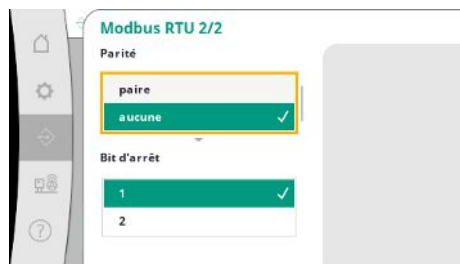 Modbus RTU 2/2
Parité
paire
aucune
Bit d'arrêt
1
2